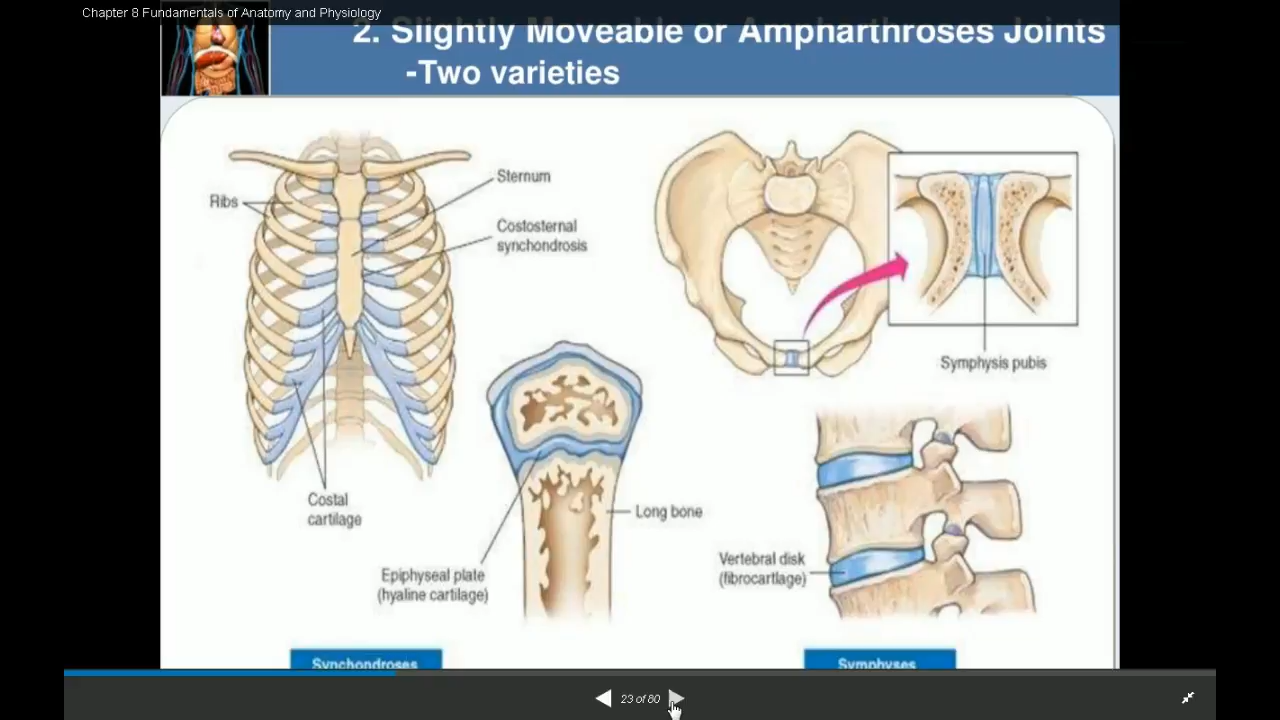 Chapter 8 Fundamentals of Anatomy and Physiology
2. Slightly Moveable or Ampharthroses Joints
-Two varieties
Ribs
Sternum
Costosternal
synchondrosis
Costal
cartilage
Epiphyseal plate
(hyaline cartilage)
Long bone
Symphysis pubis
Vertebral disk
(fibrocartlage)
Synchondroses
Symphyses
23 of 80